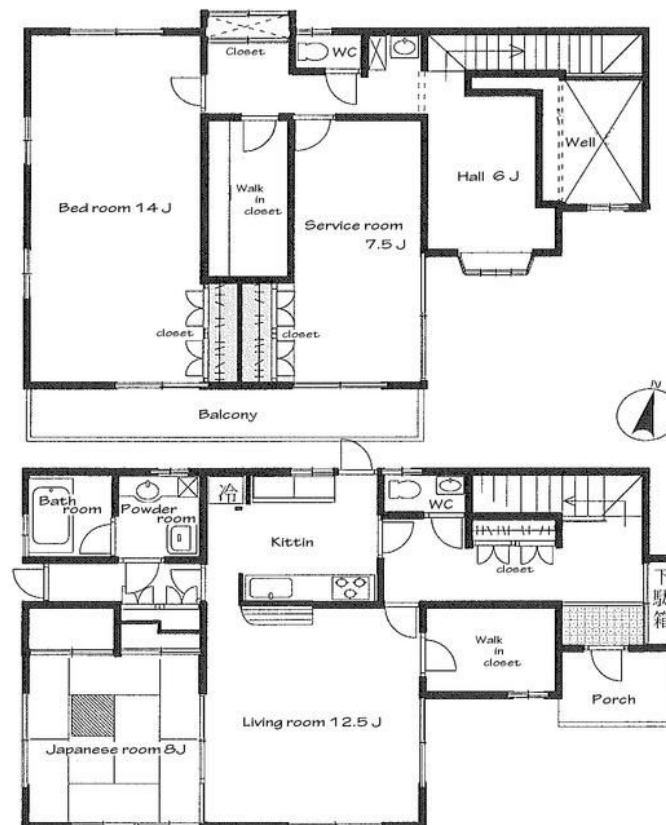 Closet
WC
Bed room 14 J
Walk
in
closet
Service room
7.5 J
Hall 6 J
Well
closet
closet
Balcony
N
Bath
room
Powder
room
Kittin
WC
closet
下駄箱
Walk
in
closet
Porch
Living room 12.5 J
Japanese room 8J